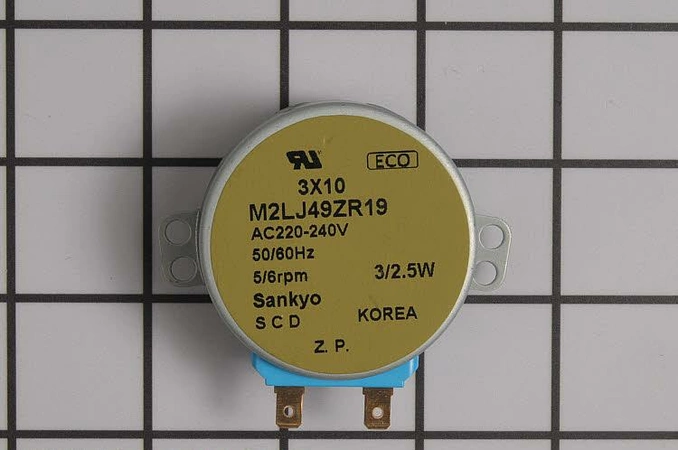 ECO
3X10
M2LJ49ZR19
AC220-240V
50/60Hz
5/6rpm 3/2.5W
Sankyo
S C D KOREA
Z. P.